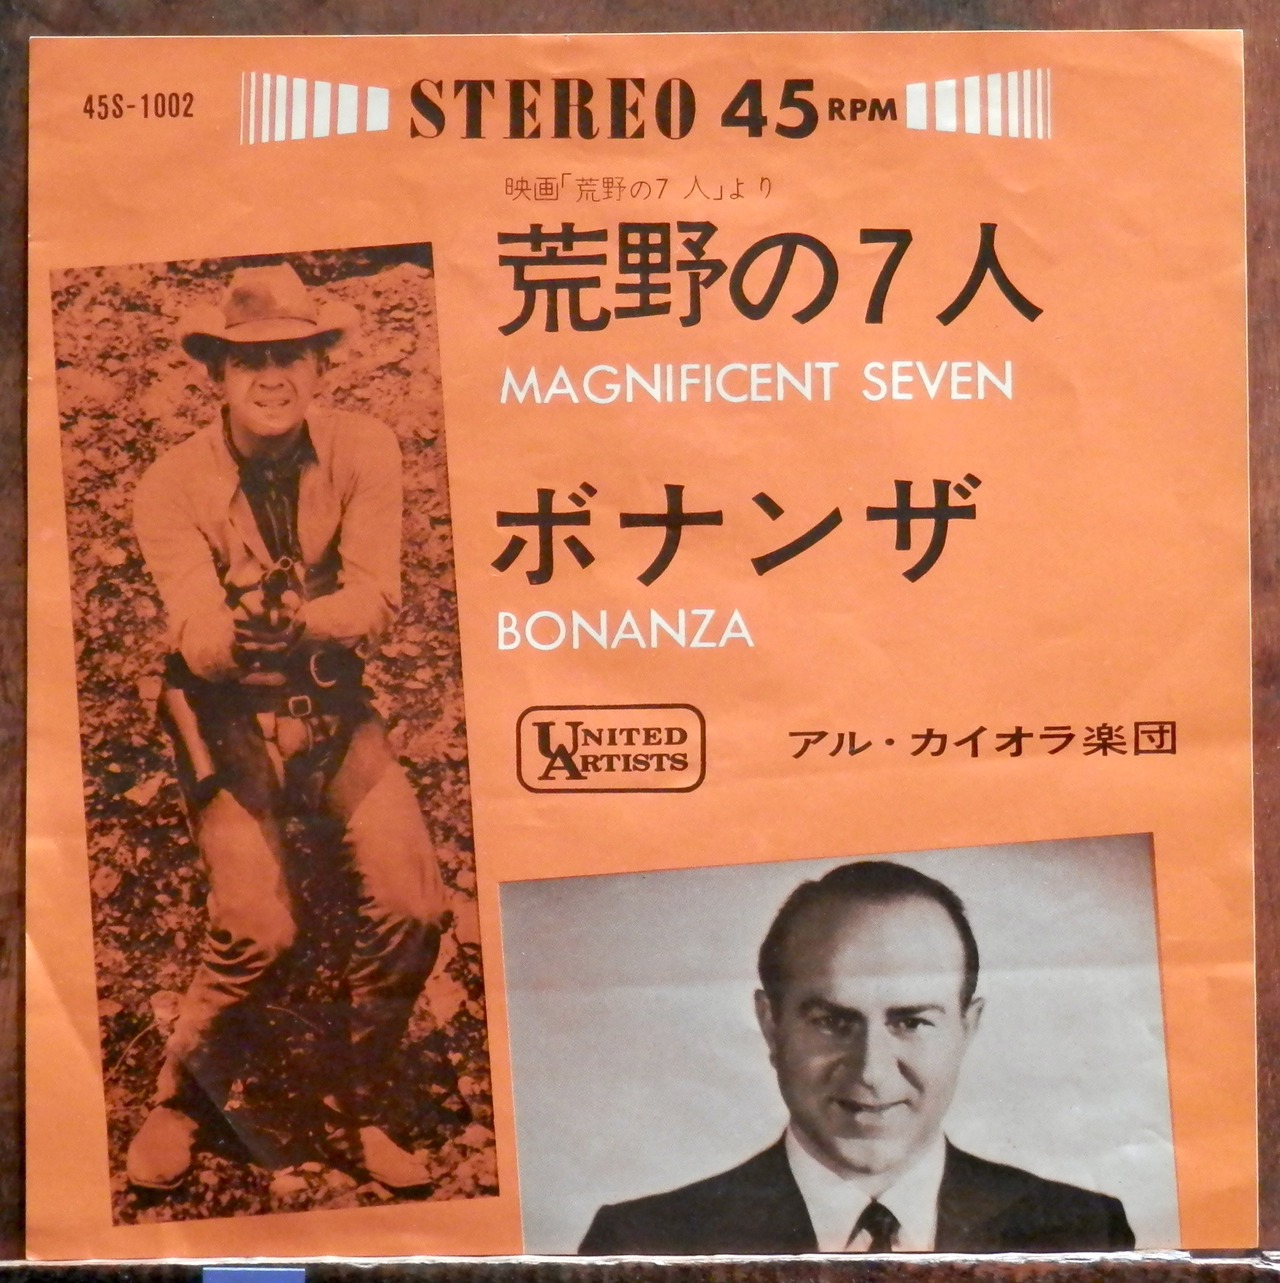 45S-1002
STEREO 45 RPM
映画「荒野の7人」より
荒野の7人
MAGNIFICENT SEVEN
ボナンザ
BONANZA
UNITED
ARTISTS
アル・カイオラ楽団